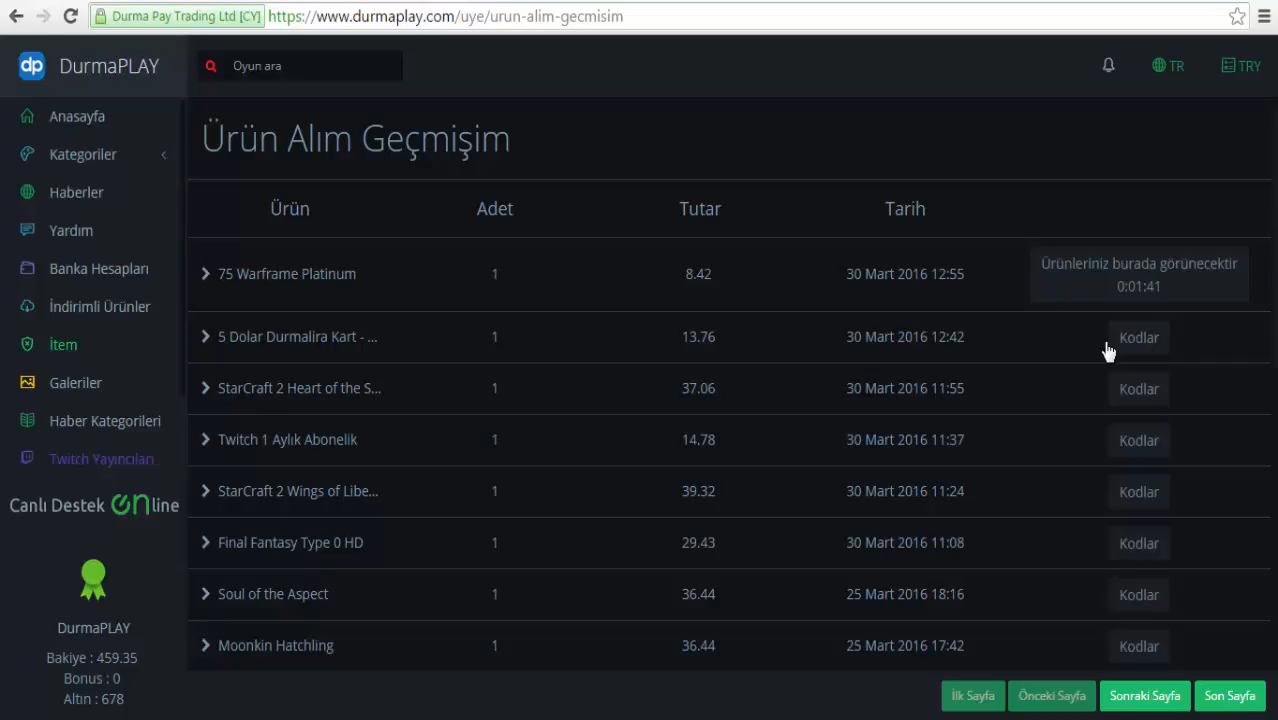 Durma Pay Trading Ltd [CY] https://www.durmaplay.com/uye/urun-alim-gecmisim
dp DurmaPLAY
Oyun ara
TR
TRY
Anasayfa
Kategoriler
Haberler
Yardım
Banka Hesapları
İndirimli Ürünler
İtem
Galeriler
Haber Kategorileri
Twitch Yayıncıları
Canlı Destek online
DurmaPLAY
Bakiye : 459.35
Bonus : 0
Altın : 678
Ürün Alım Geçmişim
Ürün Adet Tutar Tarih
75 Warframe Platinum 1 8.42 30 Mart 2016 12:55 Ürünleriniz burada görünecektir
0:01:41
5 Dolar Durmalira Kart - ... 1 13.76 30 Mart 2016 12:42 Kodlar
StarCraft 2 Heart of the S... 1 37.06 30 Mart 2016 11:55 Kodlar
Twitch 1 Aylık Abonelik 1 14.78 30 Mart 2016 11:37 Kodlar
StarCraft 2 Wings of Libe... 1 39.32 30 Mart 2016 11:24 Kodlar
Final Fantasy Type 0 HD 1 29.43 30 Mart 2016 11:08 Kodlar
Soul of the Aspect 1 36.44 25 Mart 2016 18:16 Kodlar
Moonkin Hatchling 1 36.44 25 Mart 2016 17:42 Kodlar
İlk Sayfa Önceki Sayfa Sonraki Sayfa Son Sayfa